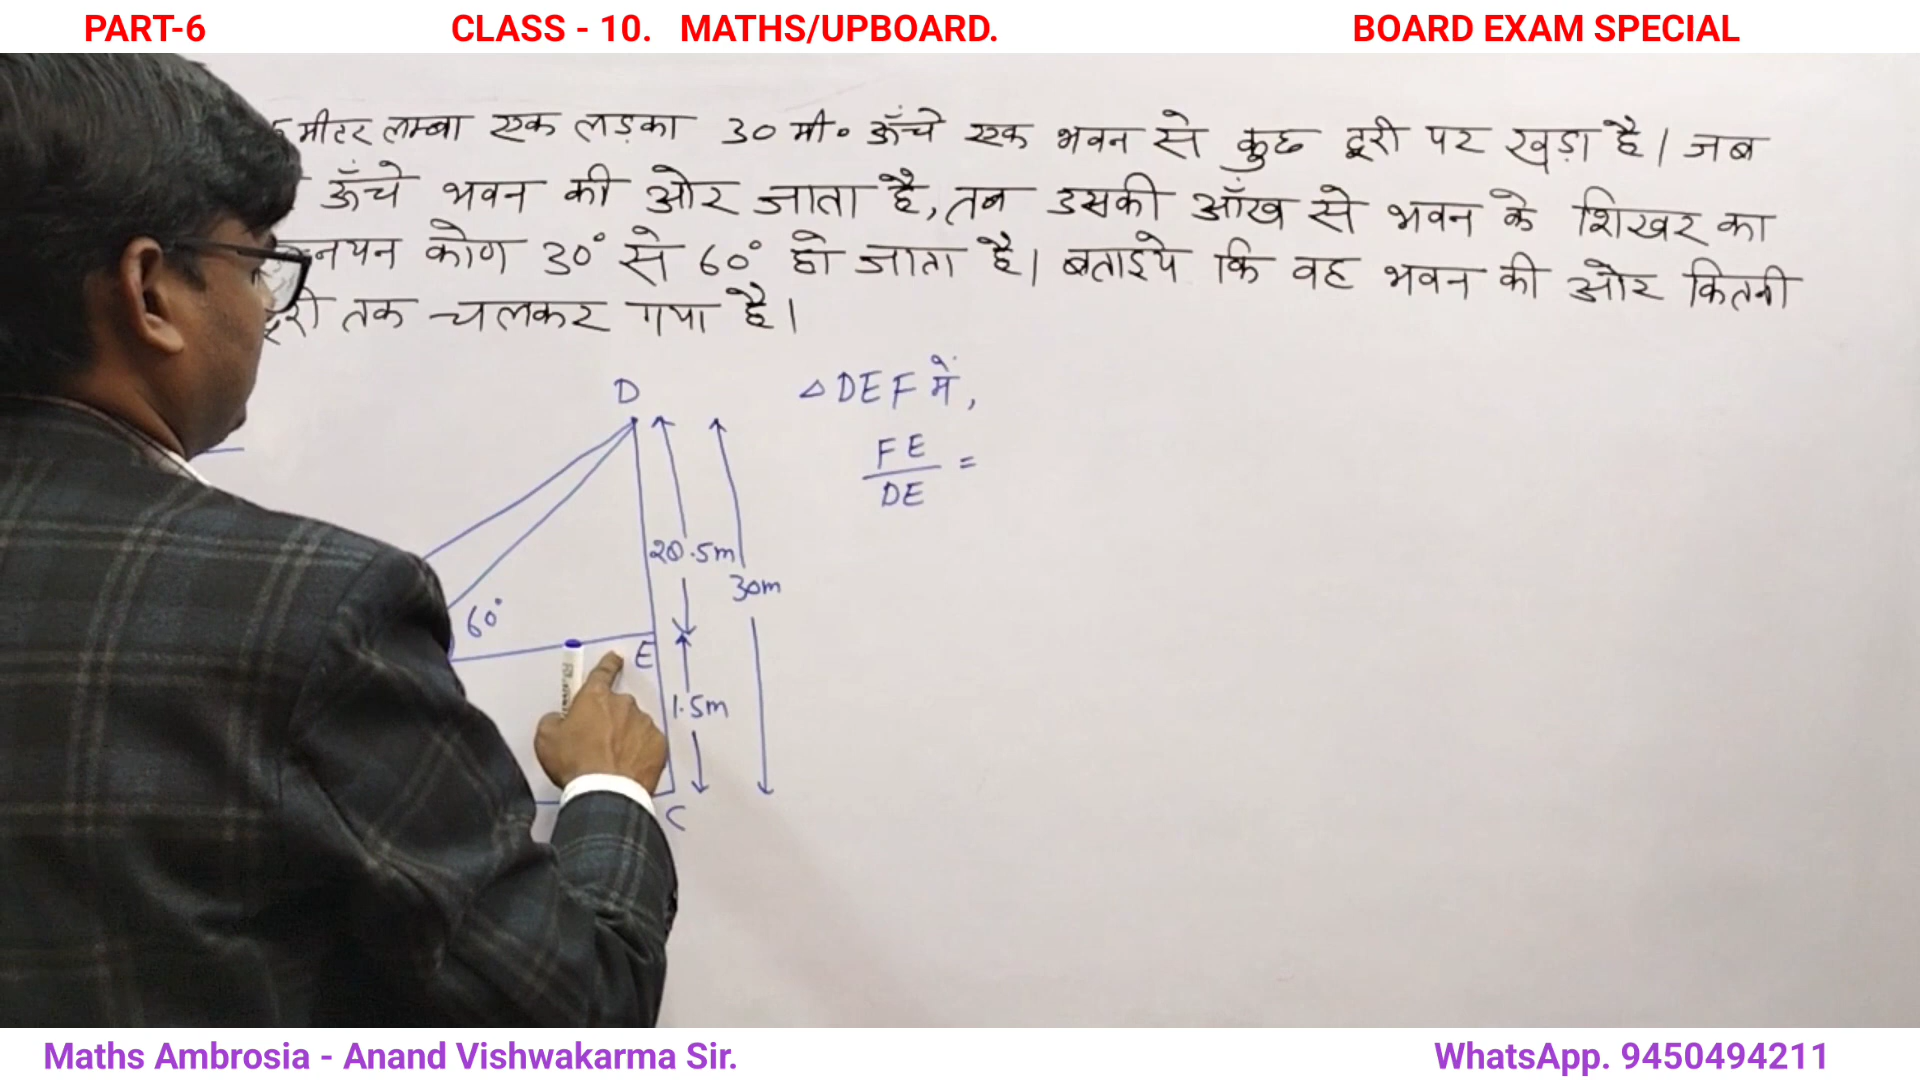 PART-6 CLASS - 10. MATHS/UPBOARD. BOARD EXAM SPECIAL
मीटर लम्बा एक लड़का 30 मी॰ ऊँचे एक भवन से कुछ दूरी पर खड़ा है। जब
ऊँचे भवन की ओर जाता है, तब उसकी आँख से भवन के शिखर का
नयन कोण 30° से 60° हो जाता है। बताइये कि वह भवन की ओर कितनी
तक चलकर गया है।
D
△DEF में,
FE
DE
=
28.5m
30m
60°
E
1.5m
C
Maths Ambrosia - Anand Vishwakarma Sir. WhatsApp. 9450494211